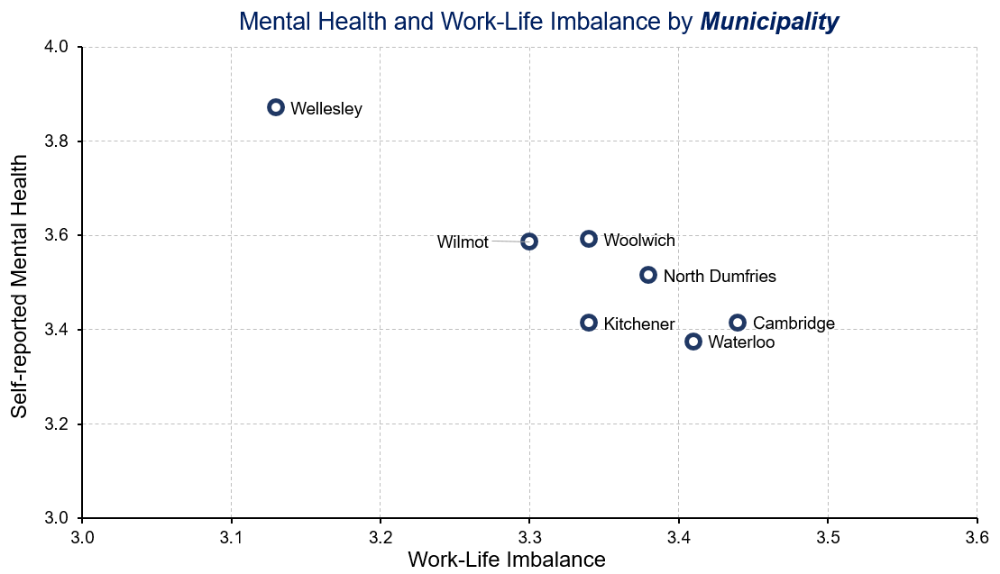 Mental Health and Work-Life Imbalance by Municipality
Self-reported Mental Health
4.0
3.8
3.6
3.4
3.2
3.0
Wellesley
Wilmot
Woolwich
North Dumfries
Kitchener
Cambridge
Waterloo
3.0 3.1 3.2 3.3 3.4 3.5 3.6
Work-Life Imbalance